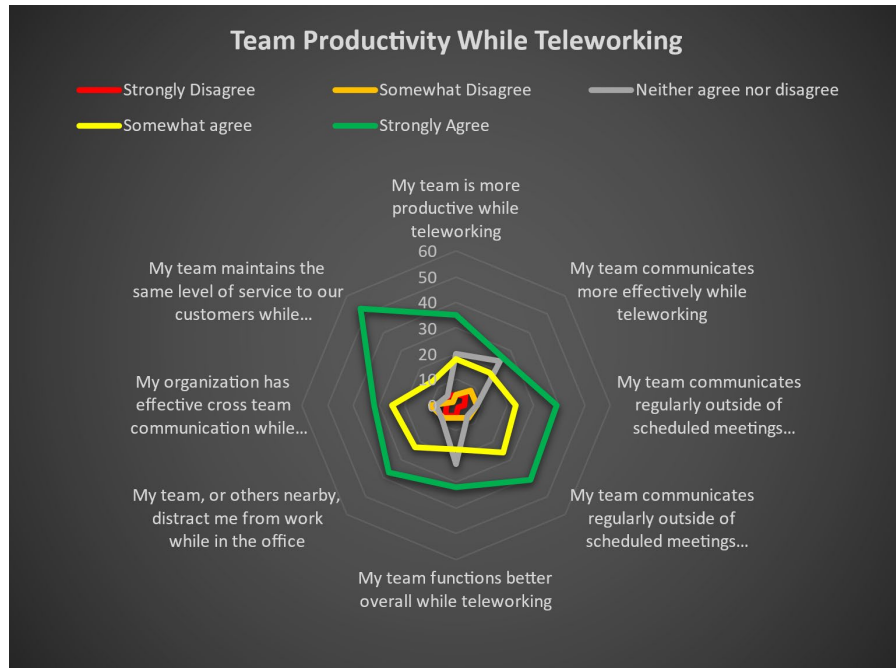 Team Productivity While Teleworking
Strongly Disagree
Somewhat Disagree
Neither agree nor disagree
Somewhat agree
Strongly Agree
My team is more
productive while
teleworking
My team communicates
more effectively while
teleworking
My team communicates
regularly outside of
scheduled meetings…
My team communicates
regularly outside of
scheduled meetings…
My team functions better
overall while teleworking
My team, or others nearby,
distract me from work
while in the office
My organization has
effective cross team
communication while…
My team maintains the
same level of service to our
customers while…
60
50
40
30
20
10
0